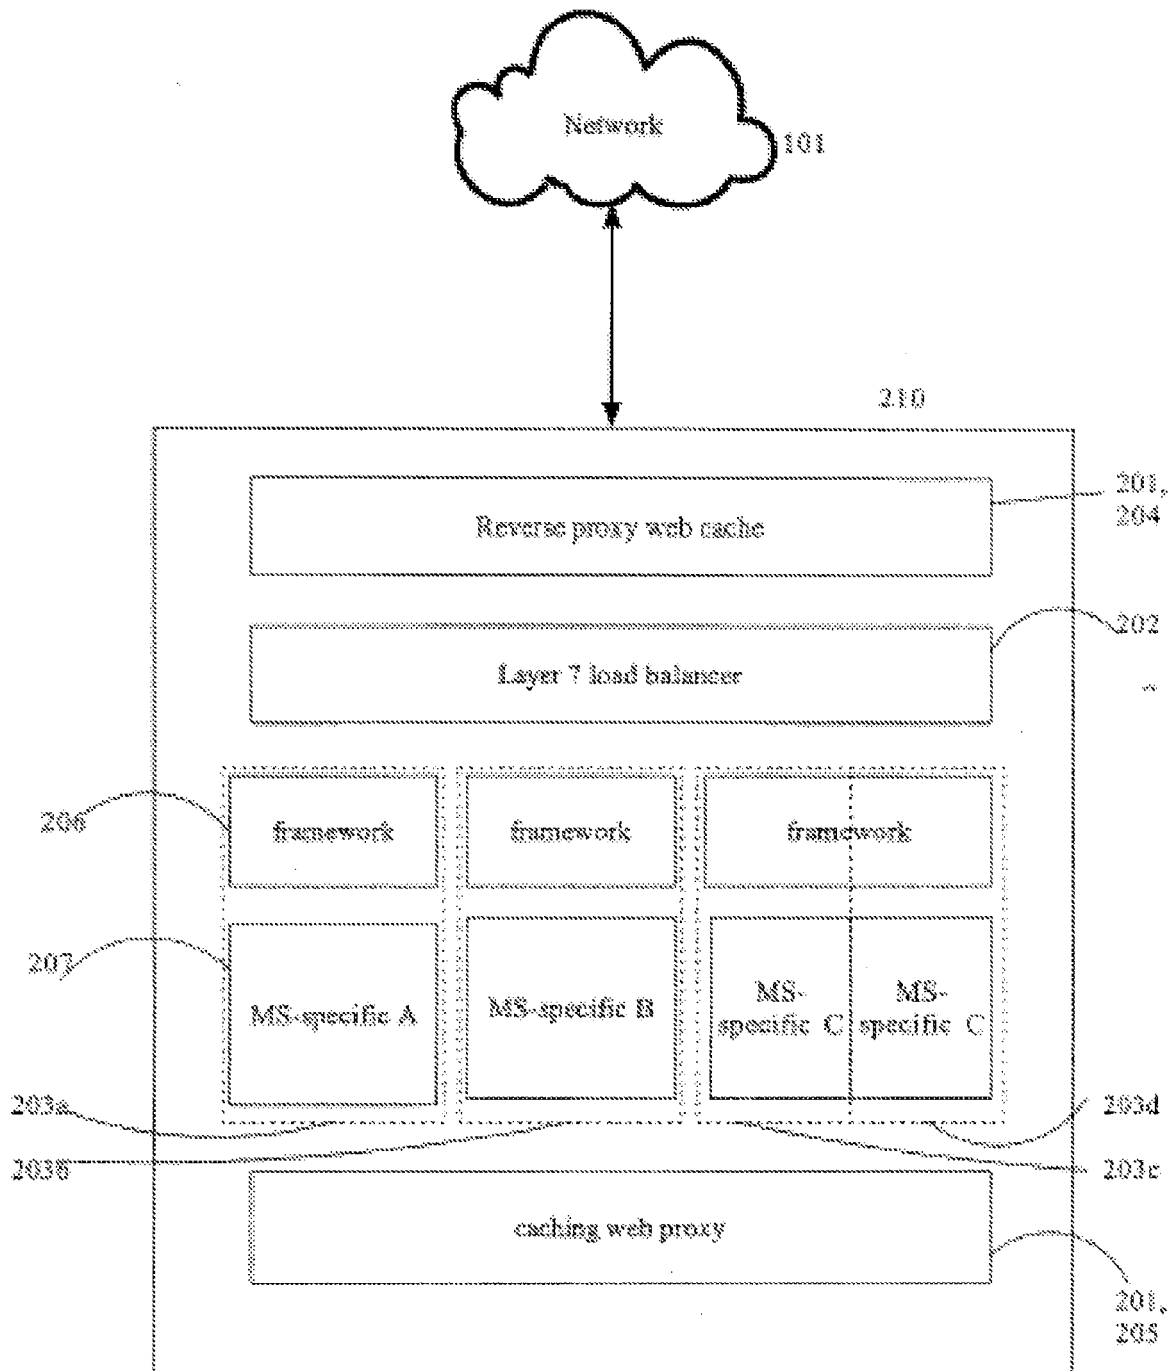 Network
101
210
Reverse proxy web cache
201,
204
Layer 7 load balancer
202
206
framework
framework
framework
207
MS-specific A
MS-specific B
MS-
specific C
MS-
specific C
203a
203b
203d
203c
caching web proxy
201,
205